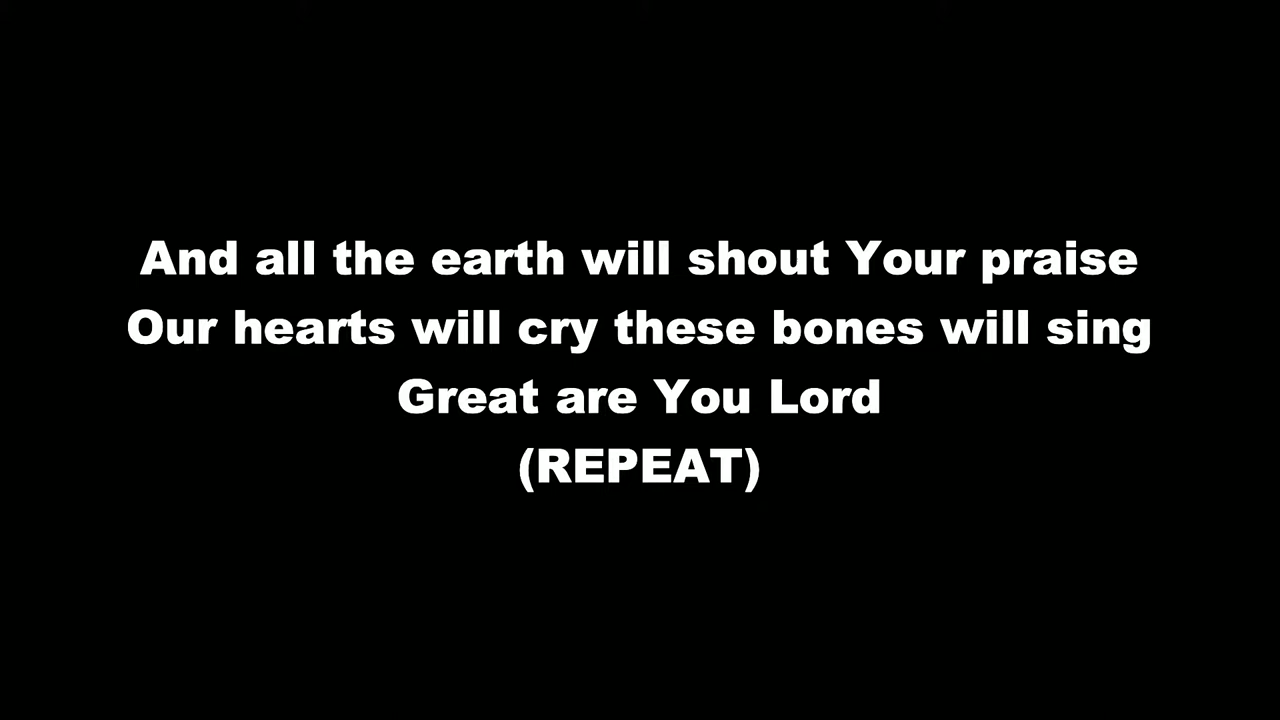 And all the earth will shout Your praise
Our hearts will cry these bones will sing
Great are You Lord
(REPEAT)